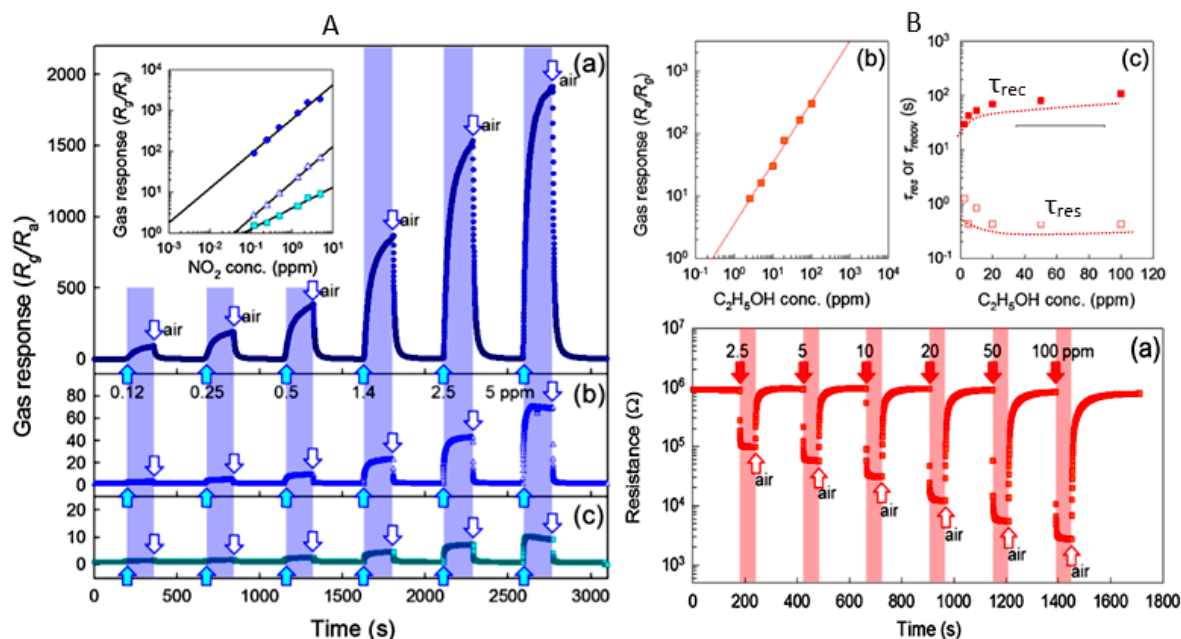 A
(a)
Gas response (Rg/Ra)
2000
1500
1000
500
0
Gas response (Rg/Ra)
10⁴
10³
10²
10¹
10⁰
10⁻³ 10⁻² 10⁻¹ 10⁰ 10¹
NO₂ conc. (ppm)
air
air
air
air
air
air
0.12 0.25 0.5 1.4 2.5 5 ppm
(b)
80
60
40
20
0
(c)
20
10
0
0 500 1000 1500 2000 2500 3000
Time (s)
B
(b)
Gas response (Ra/Rg)
10³
10²
10¹
10⁰
10⁻¹ 10⁰ 10¹ 10² 10³ 10⁴
C₂H₅OH conc. (ppm)
(c)
τres or τrecov (s)
10³
10²
10¹
10⁰
10⁻¹
τrec
τres
0 20 40 60 80 100 120
C₂H₅OH conc. (ppm)
(a)
Resistance (Ω)
10⁷
10⁶
10⁵
10⁴
10³
2.5 5 10 20 50 100 ppm
air
air
air
air
air
air
0 200 400 600 800 1000 1200 1400 1600 1800
Time (s)